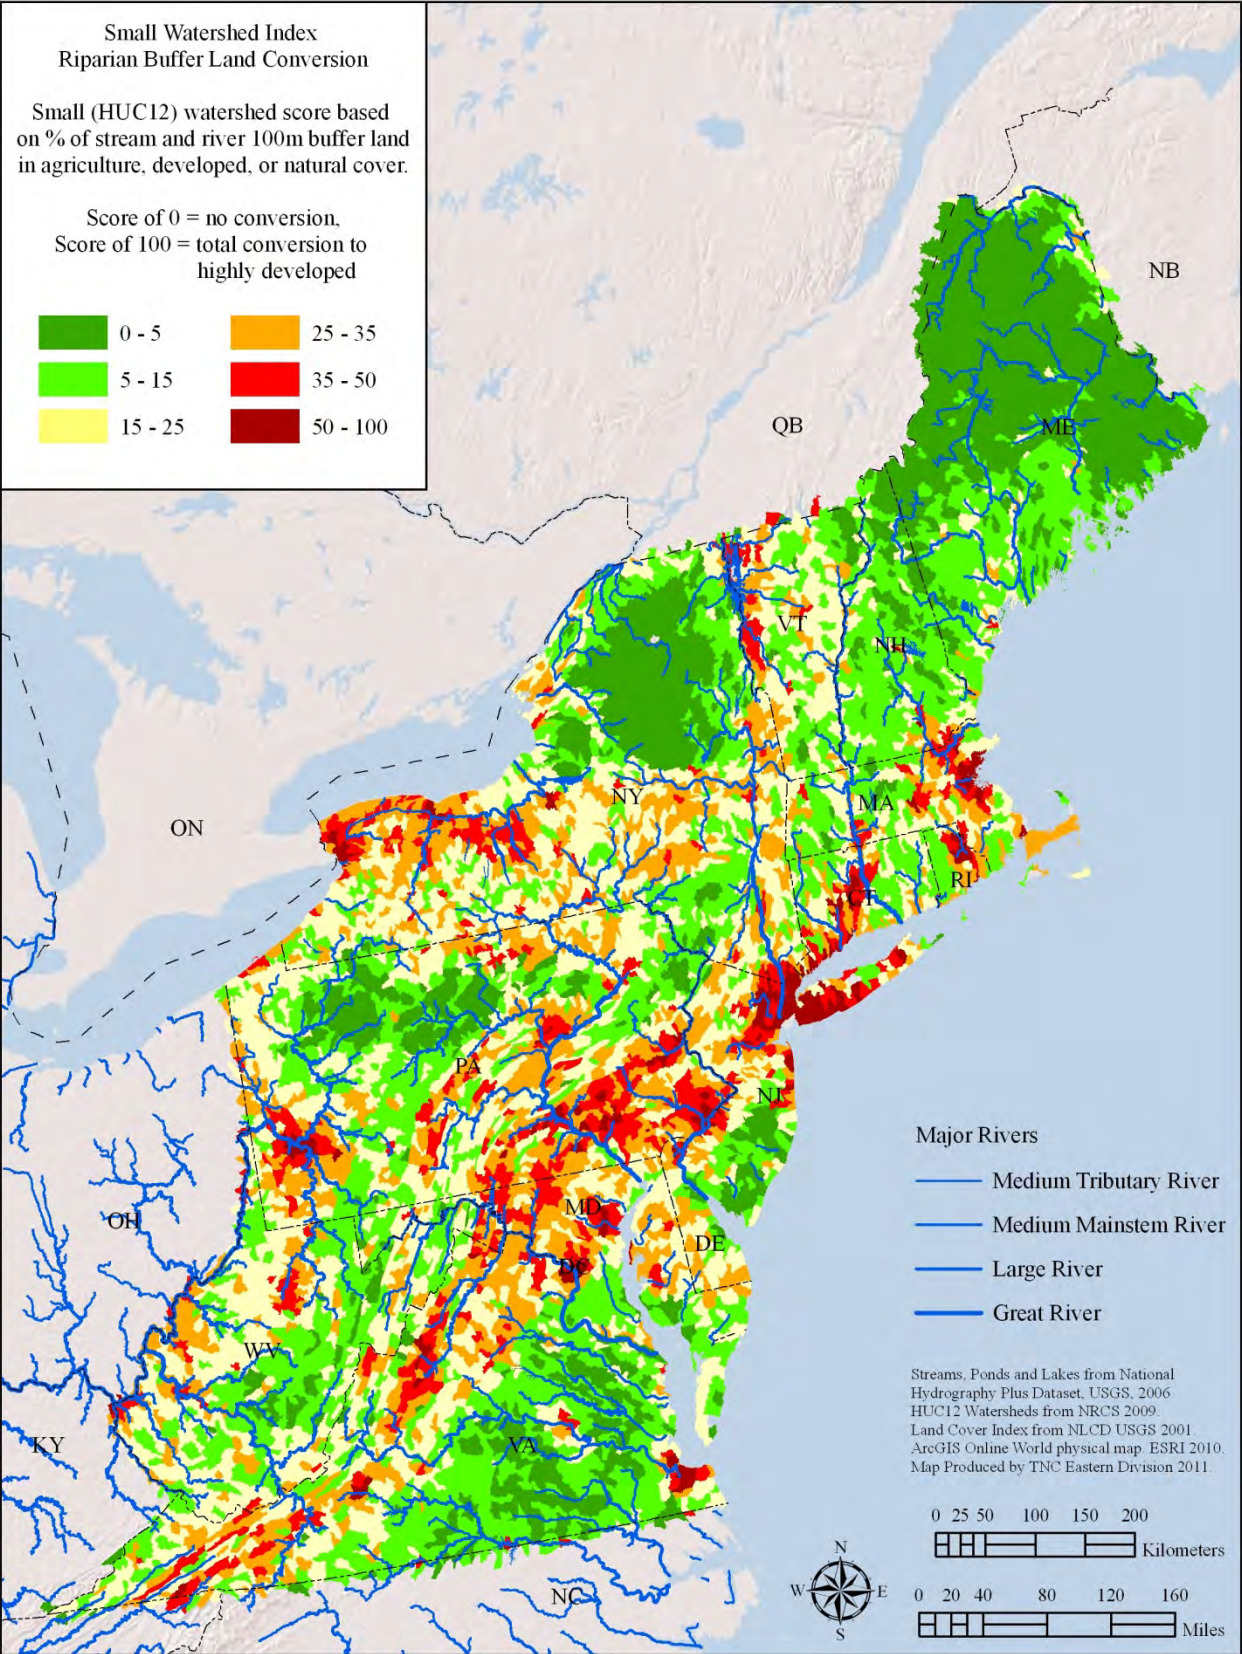 Small Watershed Index
Riparian Buffer Land Conversion
Small (HUC12) watershed score based
on % of stream and river 100m buffer land
in agriculture, developed, or natural cover.
Score of 0 = no conversion,
Score of 100 = total conversion to
highly developed
0 - 5
25 - 35
5 - 15
35 - 50
15 - 25
50 - 100
NB
QB
ME
VT
NH
NY
MA
ON
CT
RI
PA
NJ
OH
MD
DE
DC
WV
KY
VA
NC
Major Rivers
Medium Tributary River
Medium Mainstem River
Large River
Great River
Streams, Ponds and Lakes from National
Hydrography Plus Dataset, USGS, 2006
HUC12 Watersheds from NRCS 2009.
Land Cover Index from NLCD USGS 2001.
ArcGIS Online World physical map. ESRI 2010.
Map Produced by TNC Eastern Division 2011.
0 25 50 100 150 200
Kilometers
N
W E
S
0 20 40 80 120 160
Miles